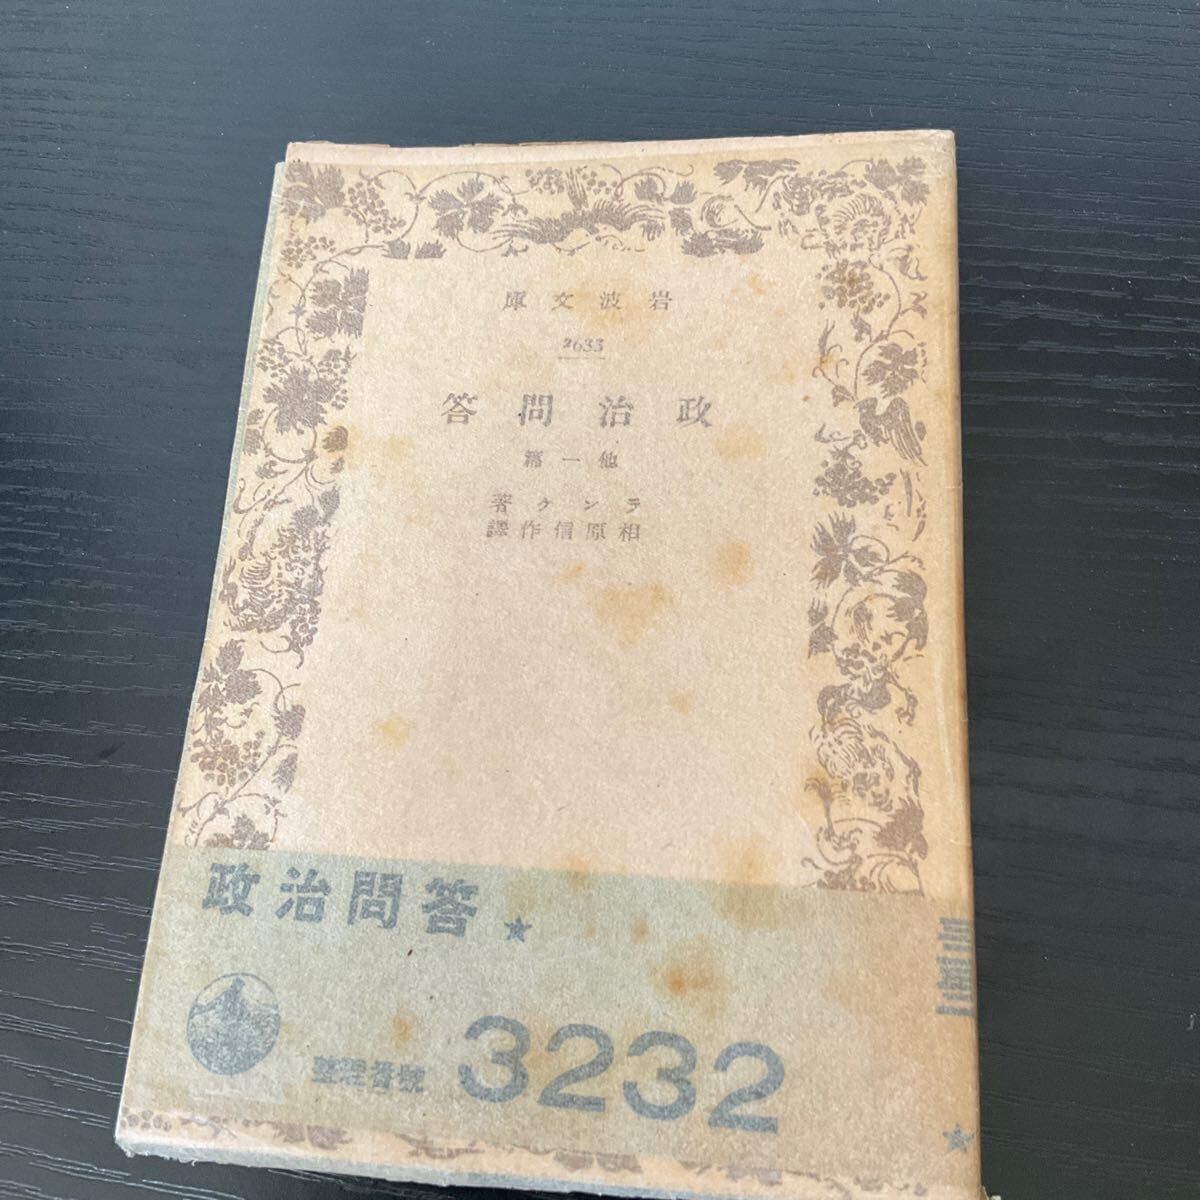 岩波文庫
2633
政治問答
他一篇
ランケ著
相原信作譯
政治問答★
整理番號 3232
★